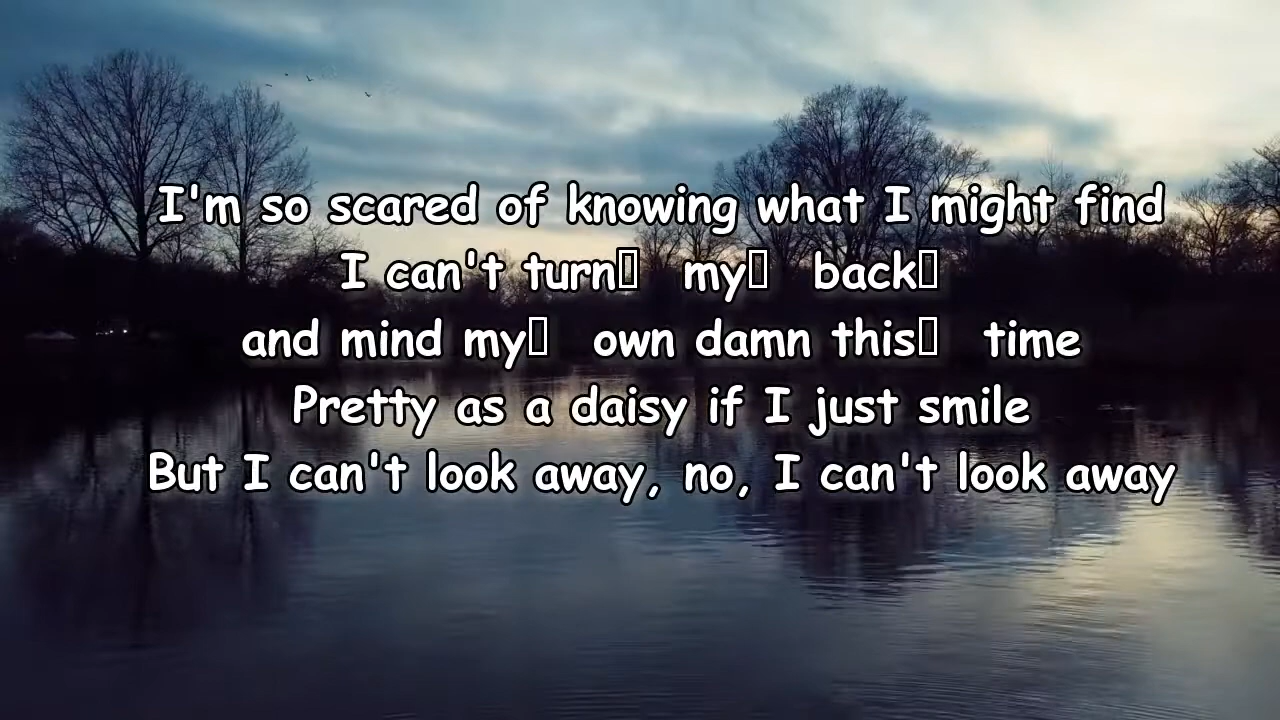 I'm so scared of knowing what I might find
I can't turn▯ my▯ back▯
and mind my▯ own damn this▯ time
Pretty as a daisy if I just smile
But I can't look away, no, I can't look away